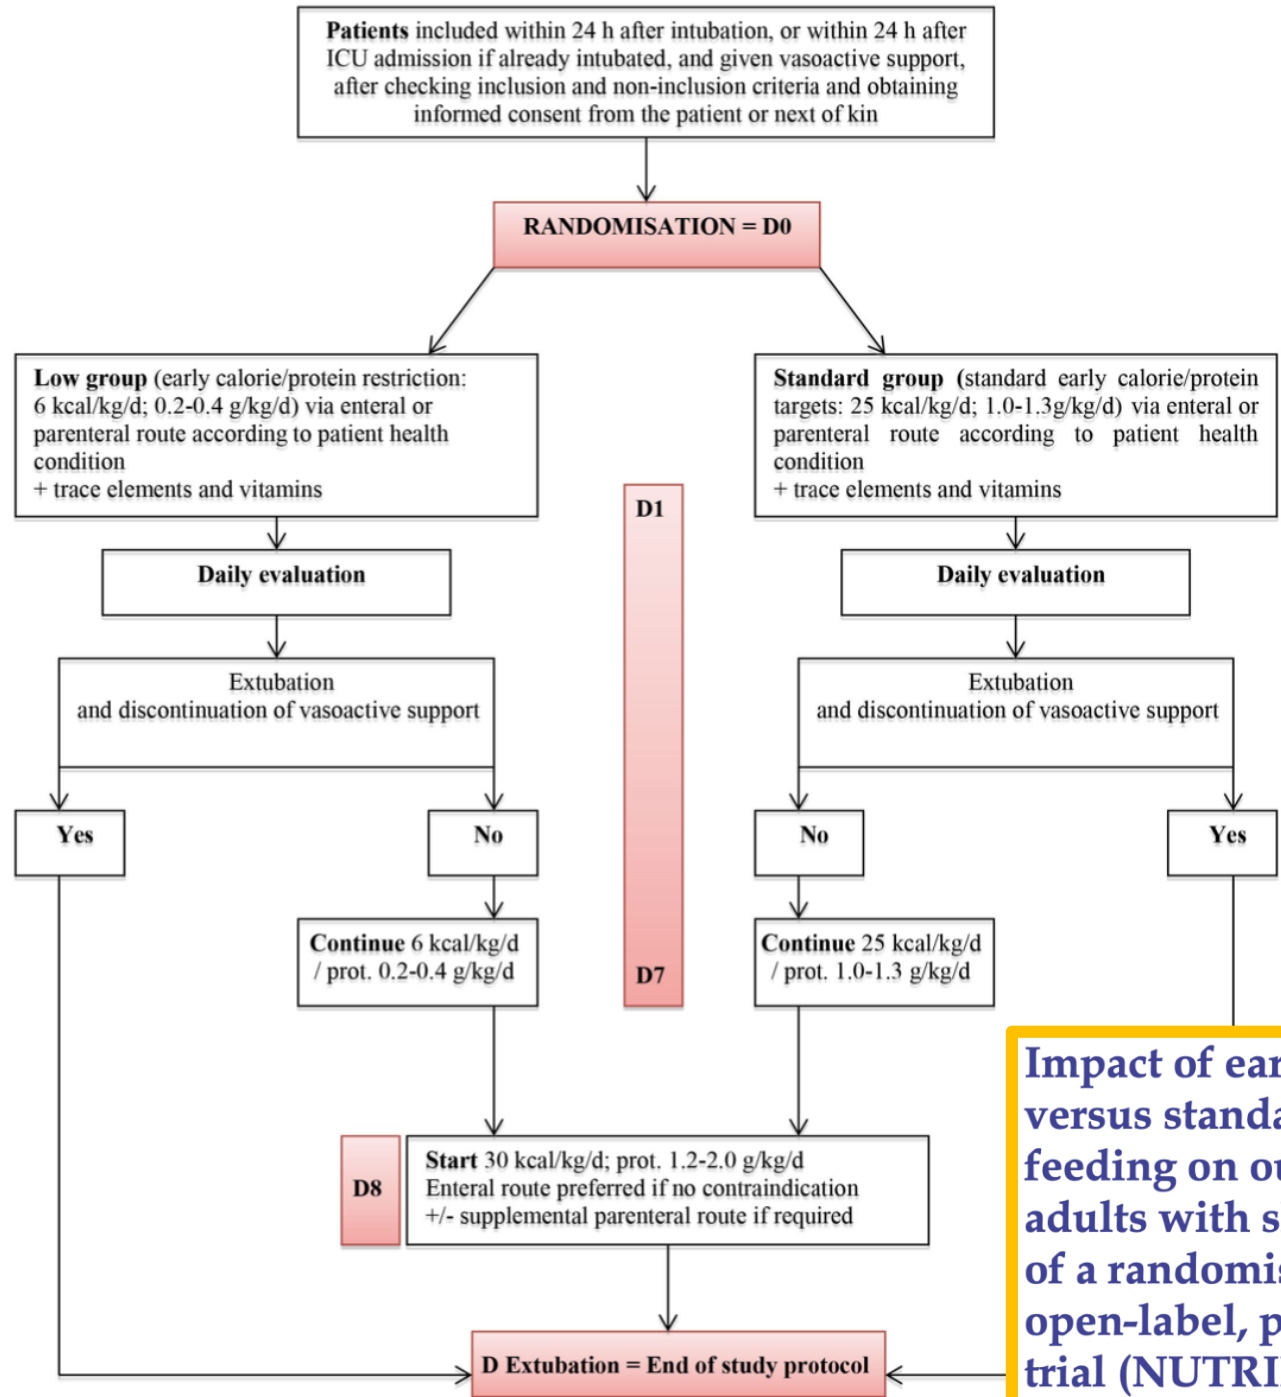 Patients included within 24 h after intubation, or within 24 h after
ICU admission if already intubated, and given vasoactive support,
after checking inclusion and non-inclusion criteria and obtaining
informed consent from the patient or next of kin
RANDOMISATION = D0
Low group (early calorie/protein restriction:
6 kcal/kg/d; 0.2-0.4 g/kg/d) via enteral or
parenteral route according to patient health
condition
+ trace elements and vitamins
Standard group (standard early calorie/protein
targets: 25 kcal/kg/d; 1.0-1.3g/kg/d) via enteral or
parenteral route according to patient health
condition
+ trace elements and vitamins
D1
Daily evaluation
Daily evaluation
Extubation
and discontinuation of vasoactive support
Extubation
and discontinuation of vasoactive support
Yes
No
No
Yes
Continue 6 kcal/kg/d
/ prot. 0.2-0.4 g/kg/d
D7
Continue 25 kcal/kg/d
/ prot. 1.0-1.3 g/kg/d
D8
Start 30 kcal/kg/d; prot. 1.2-2.0 g/kg/d
Enteral route preferred if no contraindication
+/- supplemental parenteral route if required
D Extubation = End of study protocol
Impact of ear
versus standa
feeding on ou
adults with s
of a randomis
open-label, p
trial (NUTRI